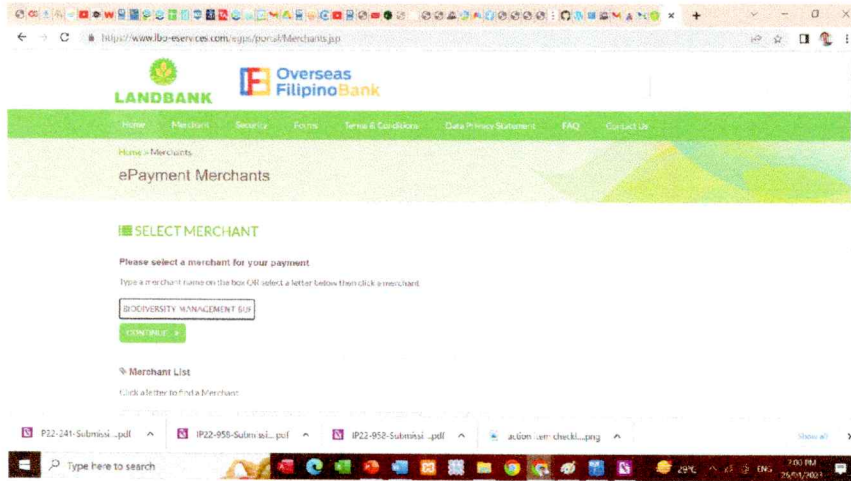 https://www.lbp-eservices.com/egps/portal/Merchants.jsp
LANDBANK
Overseas
FilipinoBank
Home Merchant Security Forms Terms & Conditions Data Privacy Statement FAQ Contact Us
Home > Merchants
ePayment Merchants
SELECT MERCHANT
Please select a merchant for your payment
Type a merchant name on the box OR select a letter below then click a merchant.
BIODIVERSITY MANAGEMENT BUR
CONTINUE
Merchant List
Click a letter to find a Merchant
IP22-241-Submissi...pdf IP22-958-Submissi...pdf IP22-952-Submissi...pdf action item checkl....png Show all
Type here to search 29°C ENG 2:00 PM